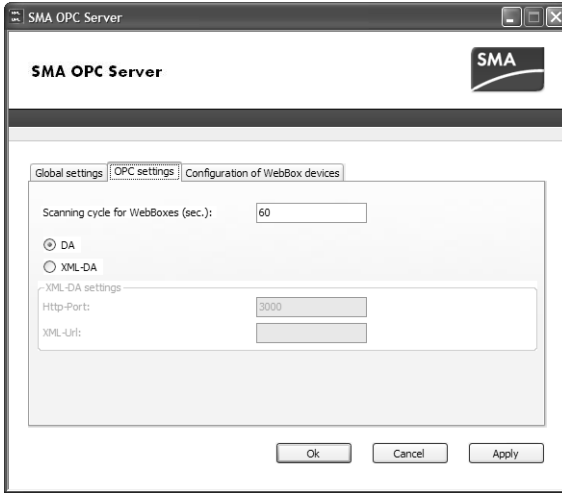 SMA OPC Server
SMA OPC Server
SMA
Global settings OPC settings Configuration of WebBox devices
Scanning cycle for WebBoxes (sec.): 60
DA
XML-DA
XML-DA settings
Http-Port: 3000
XML-Url:
Ok Cancel Apply